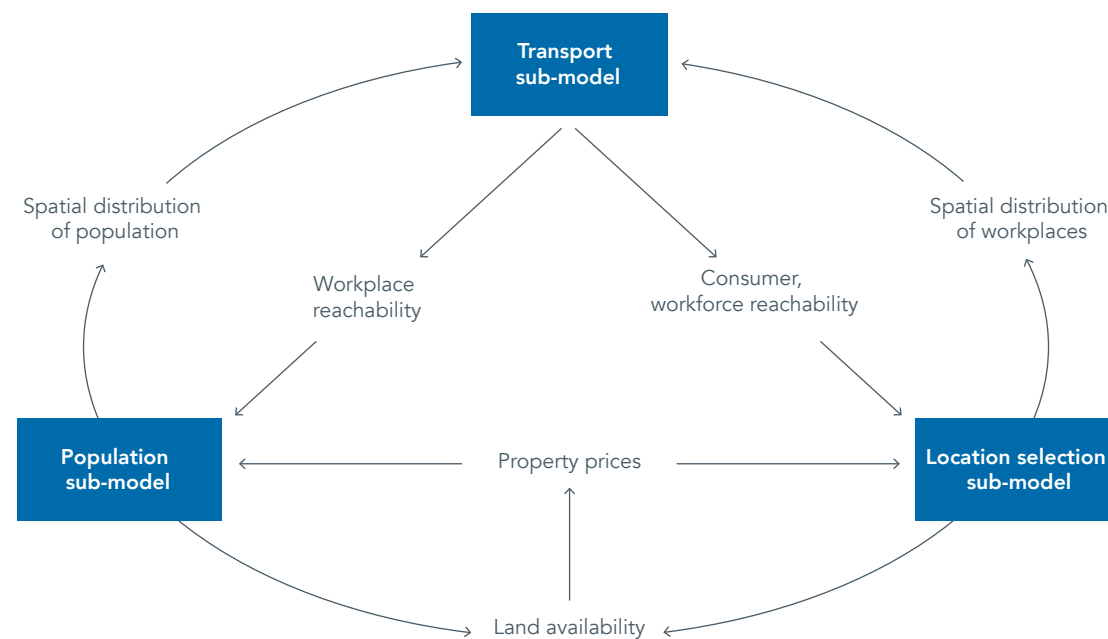 Transport
sub-model
Spatial distribution
of population
Spatial distribution
of workplaces
Workplace
reachability
Consumer,
workforce reachability
Population
sub-model
Property prices
Location selection
sub-model
Land availability